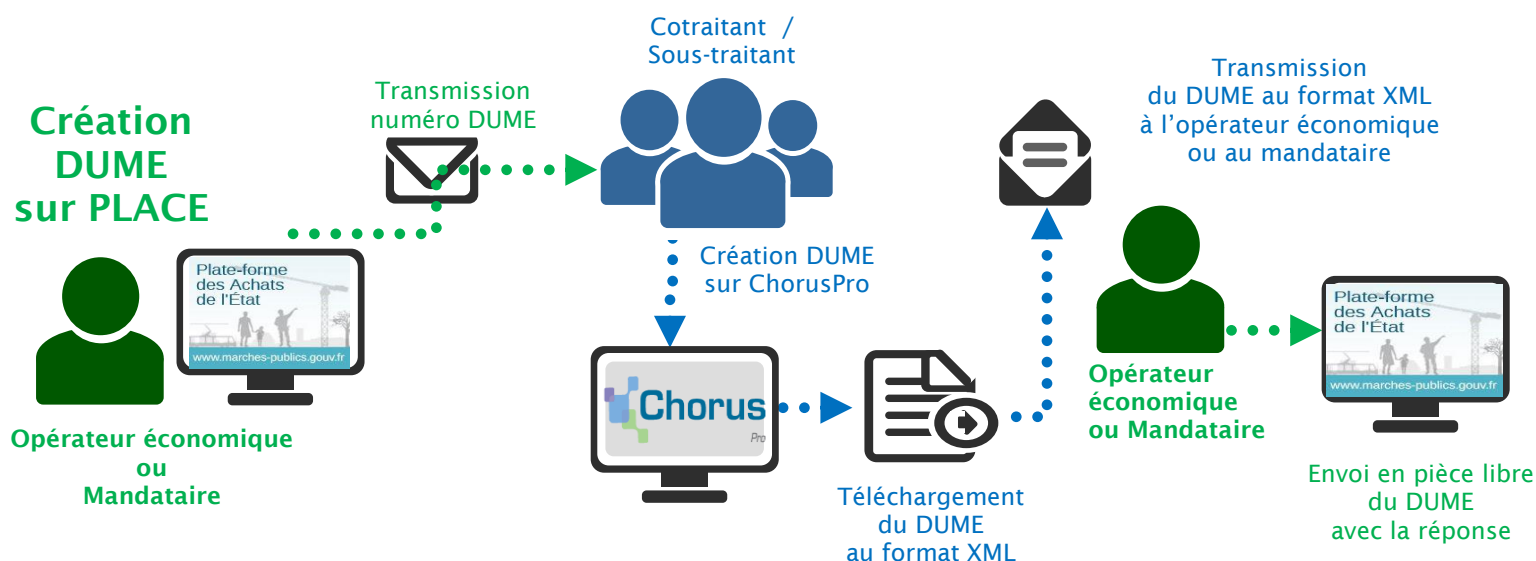 Création
DUME
sur PLACE
Plate-forme
des Achats
de l'État
www.marches-publics.gouv.fr
Opérateur économique
ou
Mandataire
Transmission
numéro DUME
Cotraitant /
Sous-traitant
Création DUME
sur ChorusPro
Chorus
Pro
Téléchargement
du DUME
au format XML
Transmission
du DUME au format XML
à l’opérateur économique
ou au mandataire
Opérateur
économique
ou Mandataire
Plate-forme
des Achats
de l'État
www.marches-publics.gouv.fr
Envoi en pièce libre
du DUME
avec la réponse